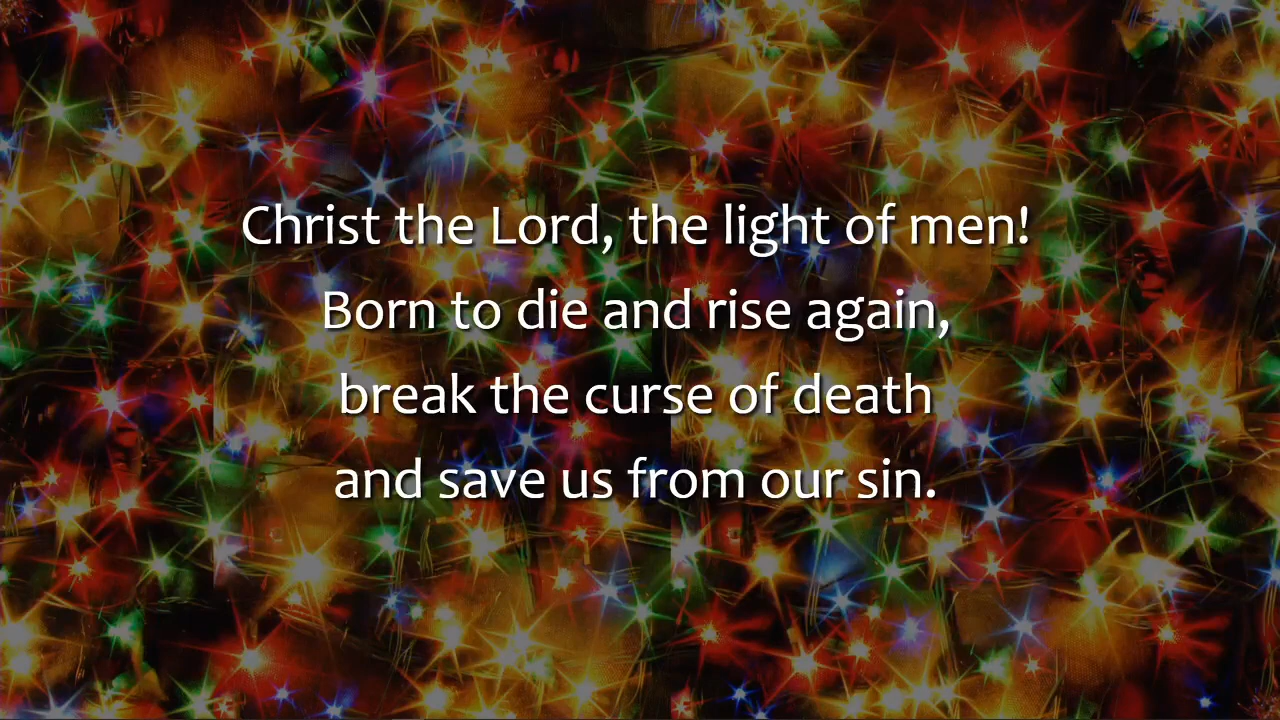 Christ the Lord, the light of men!
Born to die and rise again,
break the curse of death
and save us from our sin.